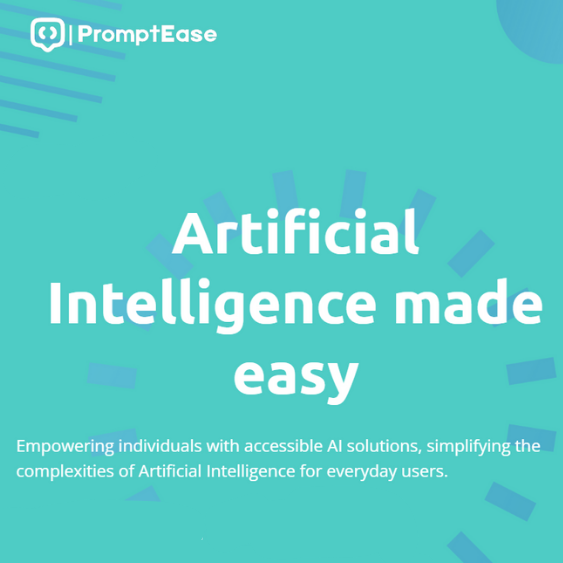 PromptEase
Artificial
Intelligence made
easy
Empowering individuals with accessible AI solutions, simplifying the
complexities of Artificial Intelligence for everyday users.